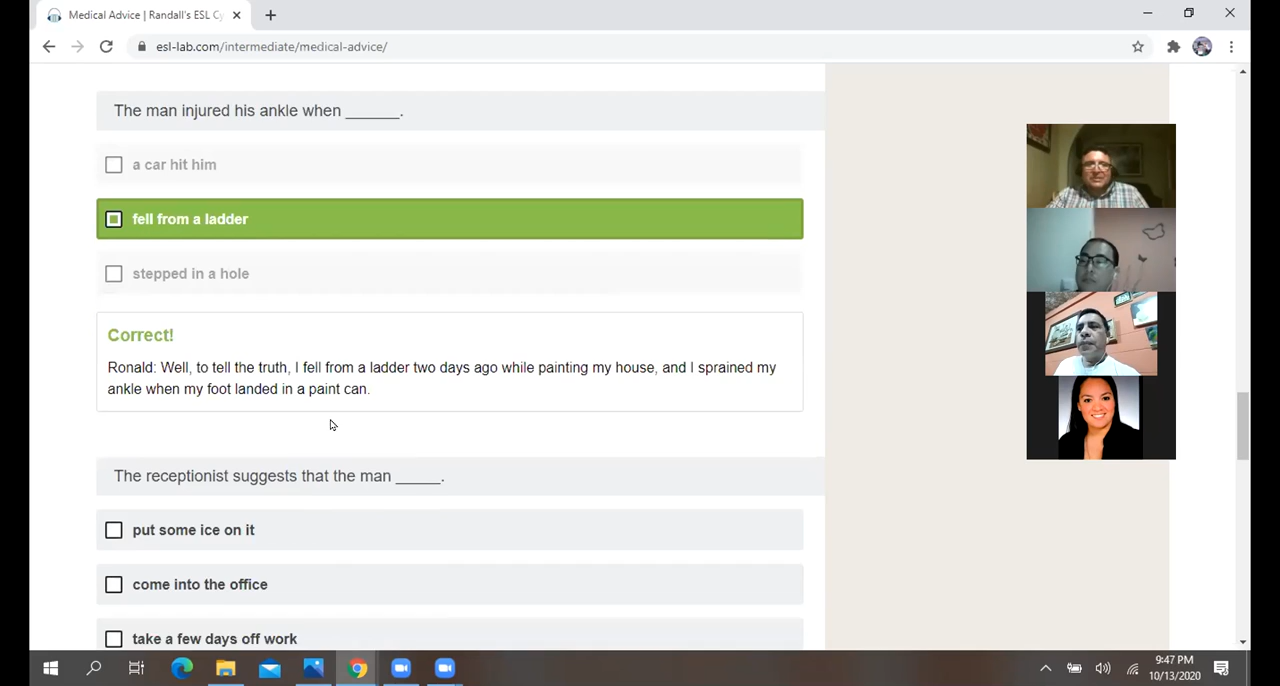 Medical Advice | Randall's ESL Cy
esl-lab.com/intermediate/medical-advice/
The man injured his ankle when ______.
a car hit him
fell from a ladder
stepped in a hole
Correct!
Ronald: Well, to tell the truth, I fell from a ladder two days ago while painting my house, and I sprained my
ankle when my foot landed in a paint can.
The receptionist suggests that the man _____.
put some ice on it
come into the office
take a few days off work
9:47 PM
10/13/2020